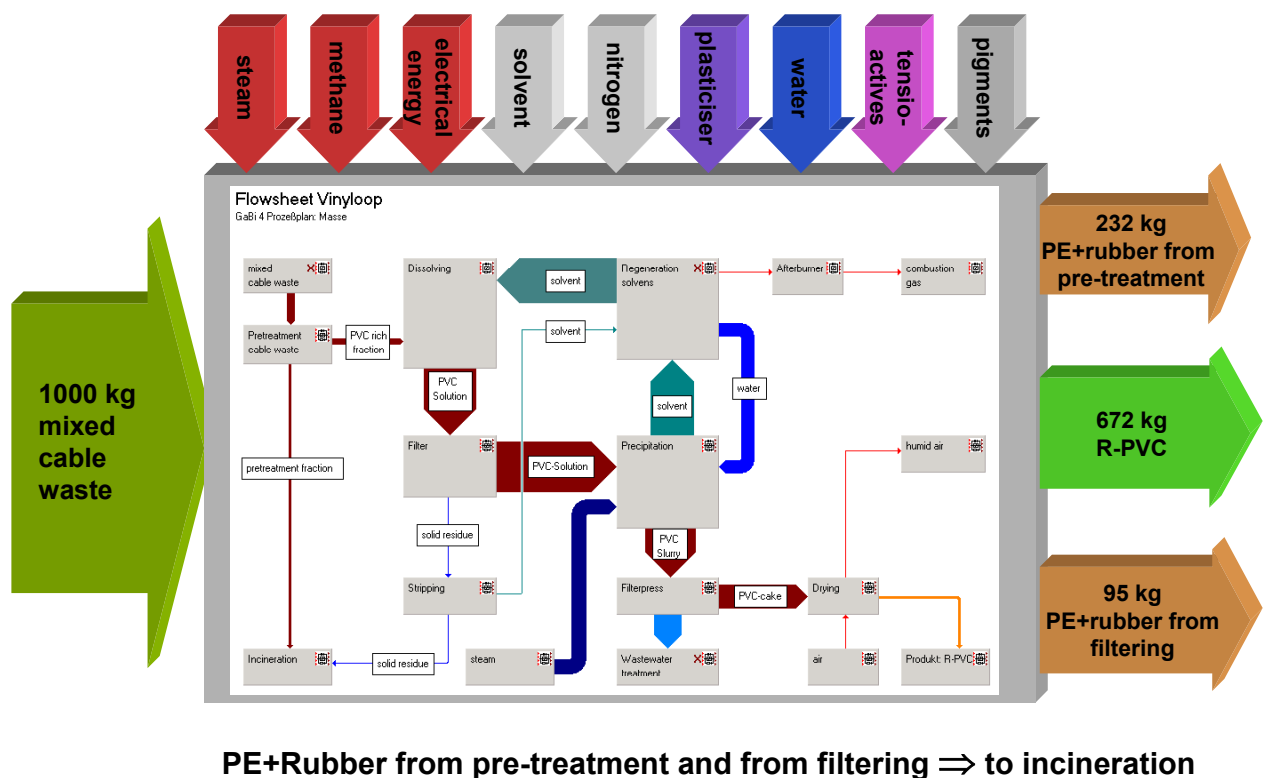 steam
methane
electrical
energy
solvent
nitrogen
plasticiser
water
tensio-
actives
pigments
1000 kg
mixed
cable
waste
Flowsheet Vinyloop
GaBi 4 Prozeßplan: Masse
mixed
cable waste
Dissolving
solvent
Regeneration
solvens
Afterburner
combustion
gas
solvent
Pretreatment
cable waste
PVC rich
fraction
PVC
Solution
solvent
water
Filter
PVC-Solution
Precipitation
humid air
pretreatment fraction
solid residue
PVC
Slurry
Stripping
Filterpress
PVC-cake
Drying
Incineration
solid residue
steam
Wastewater
treatment
air
Produkt: R-PVC
232 kg
PE+rubber from
pre-treatment
672 kg
R-PVC
95 kg
PE+rubber from
filtering
PE+Rubber from pre-treatment and from filtering ⇒ to incineration